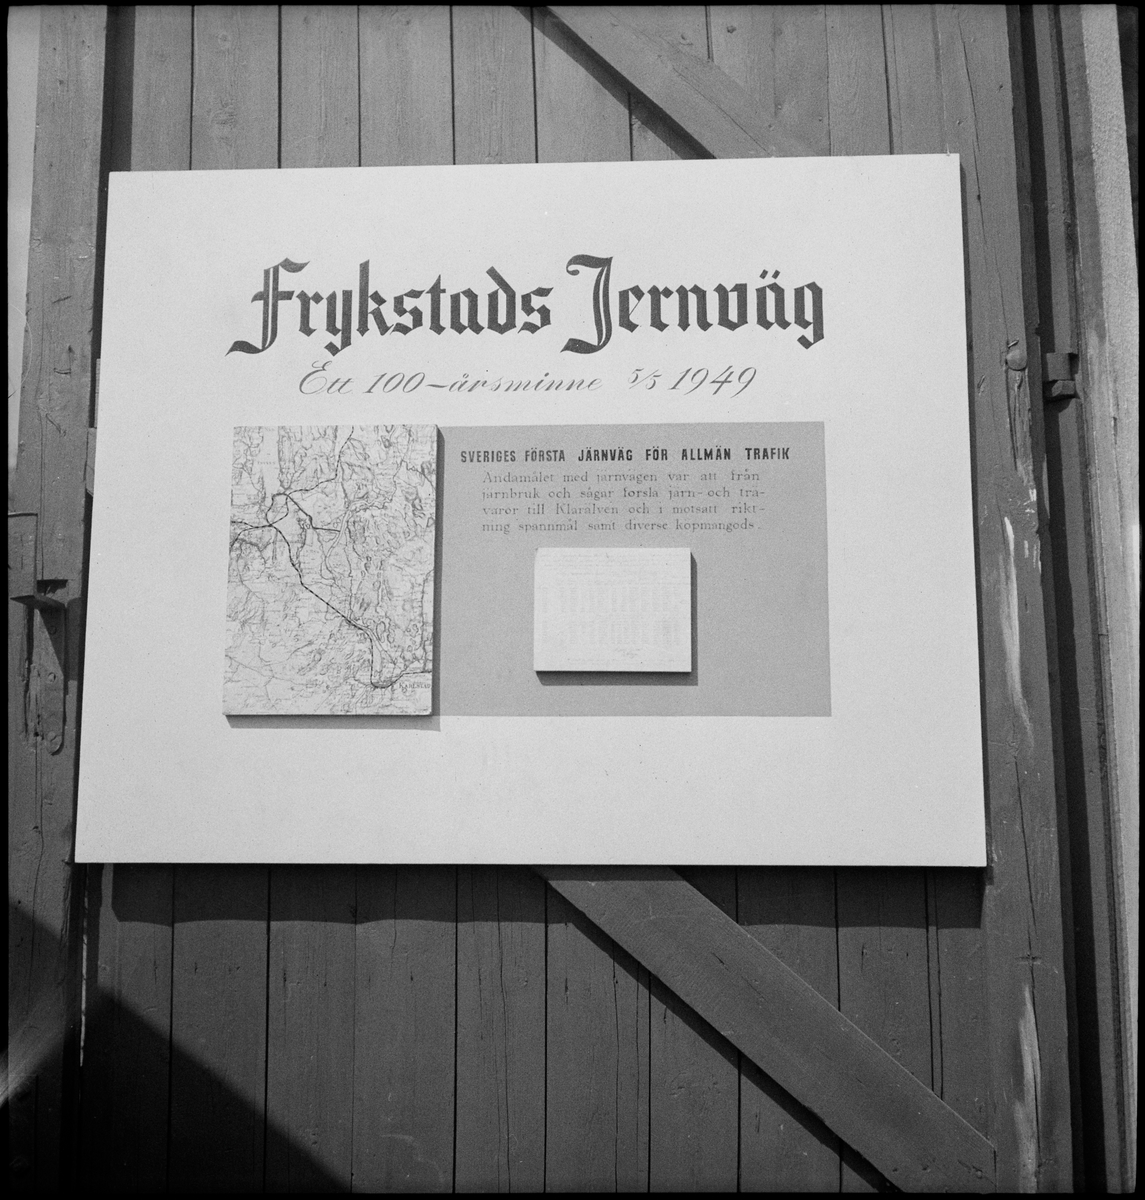 Frykstads Jernväg
Ett 100-årsminne 5/5 1949
SVERIGES FÖRSTA JÄRNVÄG FÖR ALLMÄN TRAFIK
Ändamålet med järnvägen var att från
järnbruk och sågar forsla järn- och trä-
varor till Klarälven och i motsatt rikt-
ning spannmål samt diverse köpmangods.
KARLSTAD